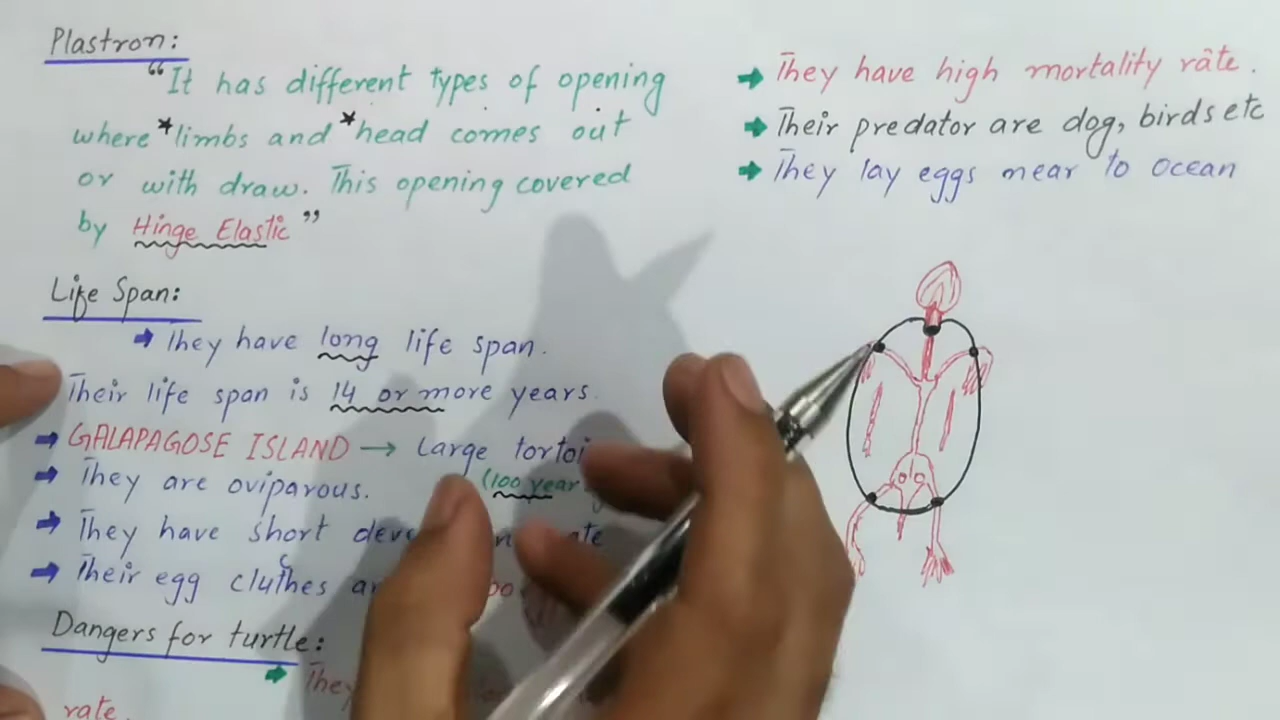 Plastron:
“It has different types of opening
where *limbs and *head comes out
or with draw. This opening covered
by Hinge Elastic”
Life Span:
→ They have long life span.
Their life span is 14 or more years.
→ GALAPAGOSE ISLAND → Large
(100 year
→ They are oviparous.
→ They have short
→ Their egg cluthes
Dangers for turtle:
→ They
rate.
→ They have high mortality rate.
→ Their predator are dog, birds etc
→ They lay eggs near to ocean